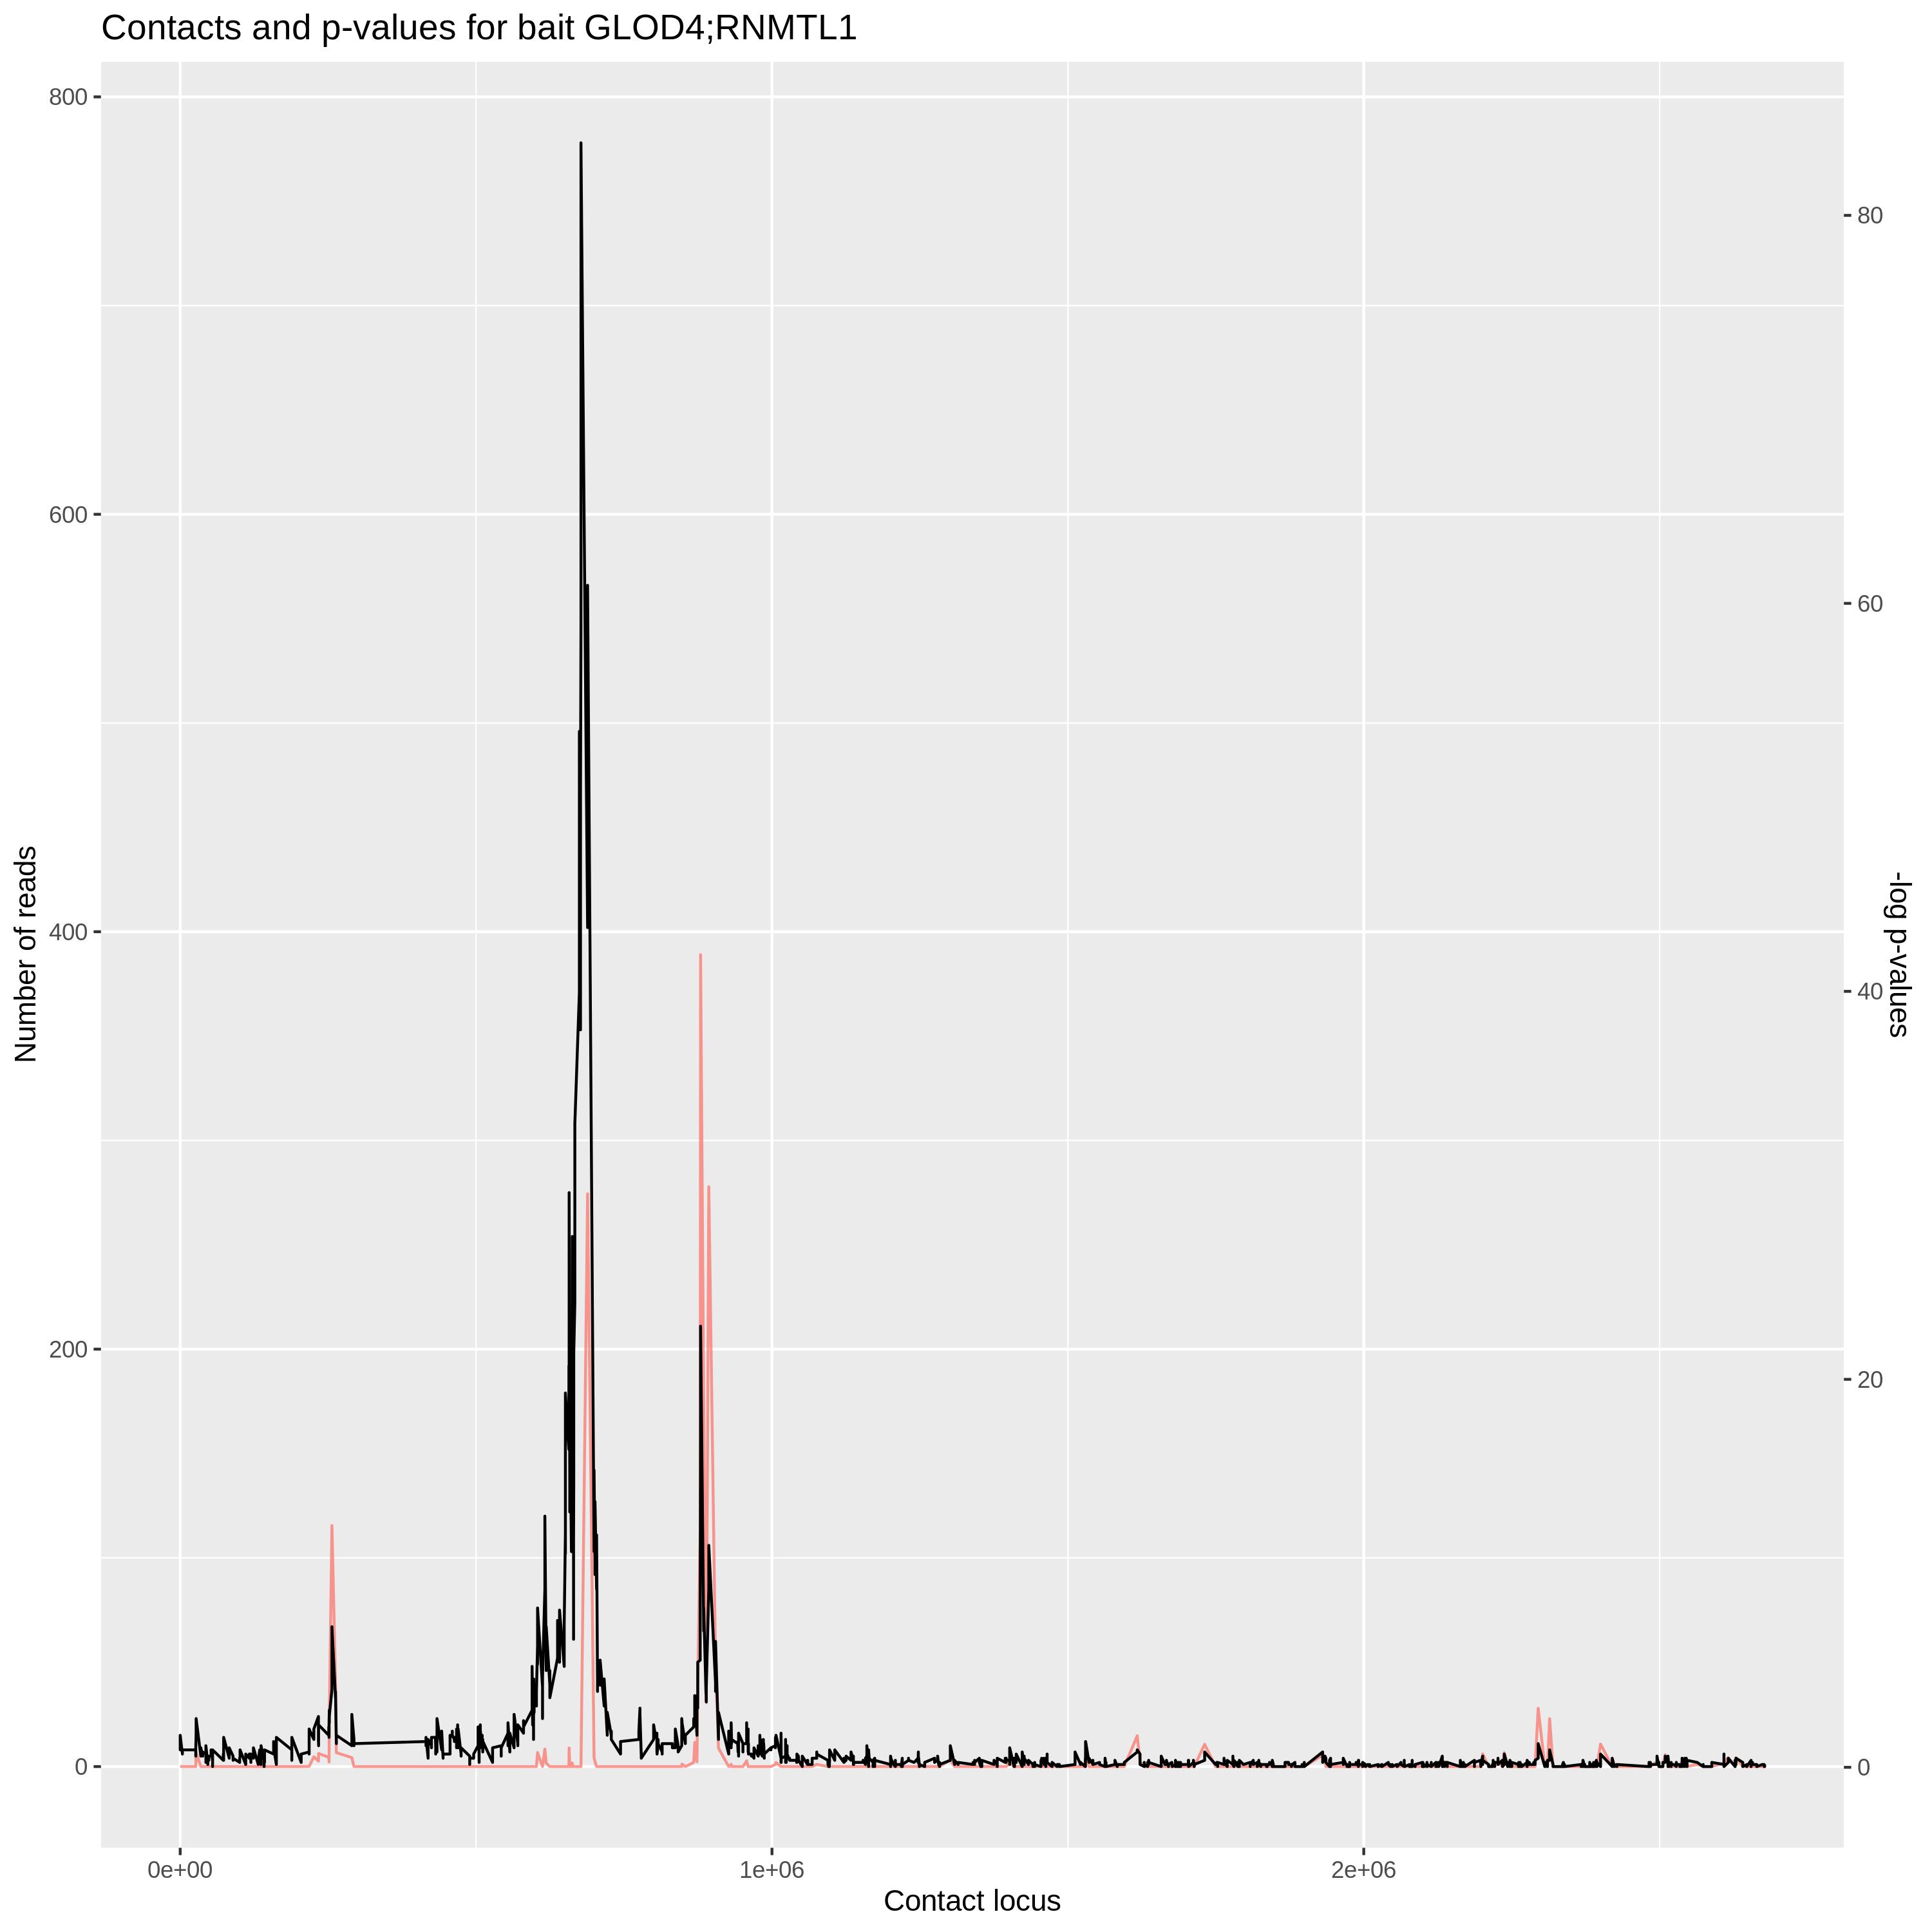 Contacts and p-values for bait GLOD4;RNMTL1
800
600
400
200
0
Number of reads
80
60
40
20
0
-log p-values
0e+00
1e+06
2e+06
Contact locus